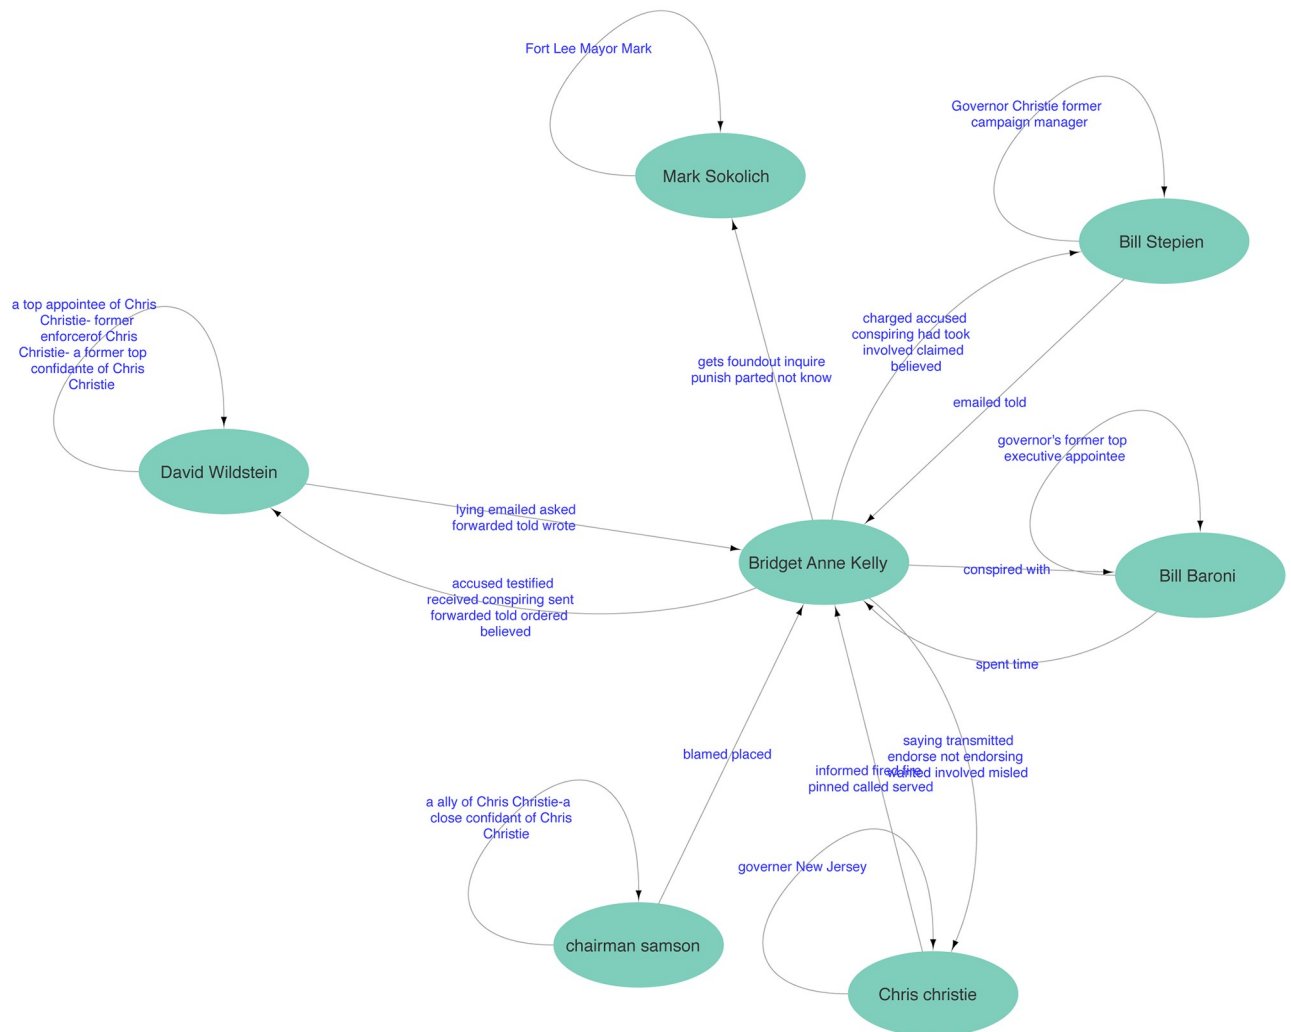 Fort Lee Mayor Mark
Mark Sokolich
Governor Christie former
campaign manager
Bill Stepien
a top appointee of Chris
Christie- former
enforcerof Chris
Christie- a former top
confidante of Chris
Christie
David Wildstein
charged accused
conspiring had took
involved claimed
believed
gets foundout inquire
punish parted not know
emailed told
governor's former top
executive appointee
Bill Baroni
lying emailed asked
forwarded told wrote
Bridget Anne Kelly
conspired with
accused testified
received conspiring sent
forwarded told ordered
believed
spent time
blamed placed
saying transmitted
endorse not endorsing
wanted involved misled
informed fired fire
pinned called served
a ally of Chris Christie-a
close confidant of Chris
Christie
chairman samson
governer New Jersey
Chris christie